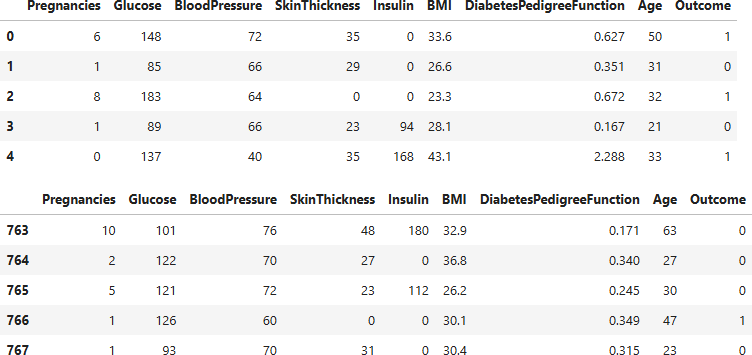 Pregnancies Glucose BloodPressure SkinThickness Insulin BMI DiabetesPedigreeFunction Age Outcome
0 6 148 72 35 0 33.6 0.627 50 1
1 1 85 66 29 0 26.6 0.351 31 0
2 8 183 64 0 0 23.3 0.672 32 1
3 1 89 66 23 94 28.1 0.167 21 0
4 0 137 40 35 168 43.1 2.288 33 1
Pregnancies Glucose BloodPressure SkinThickness Insulin BMI DiabetesPedigreeFunction Age Outcome
763 10 101 76 48 180 32.9 0.171 63 0
764 2 122 70 27 0 36.8 0.340 27 0
765 5 121 72 23 112 26.2 0.245 30 0
766 1 126 60 0 0 30.1 0.349 47 1
767 1 93 70 31 0 30.4 0.315 23 0